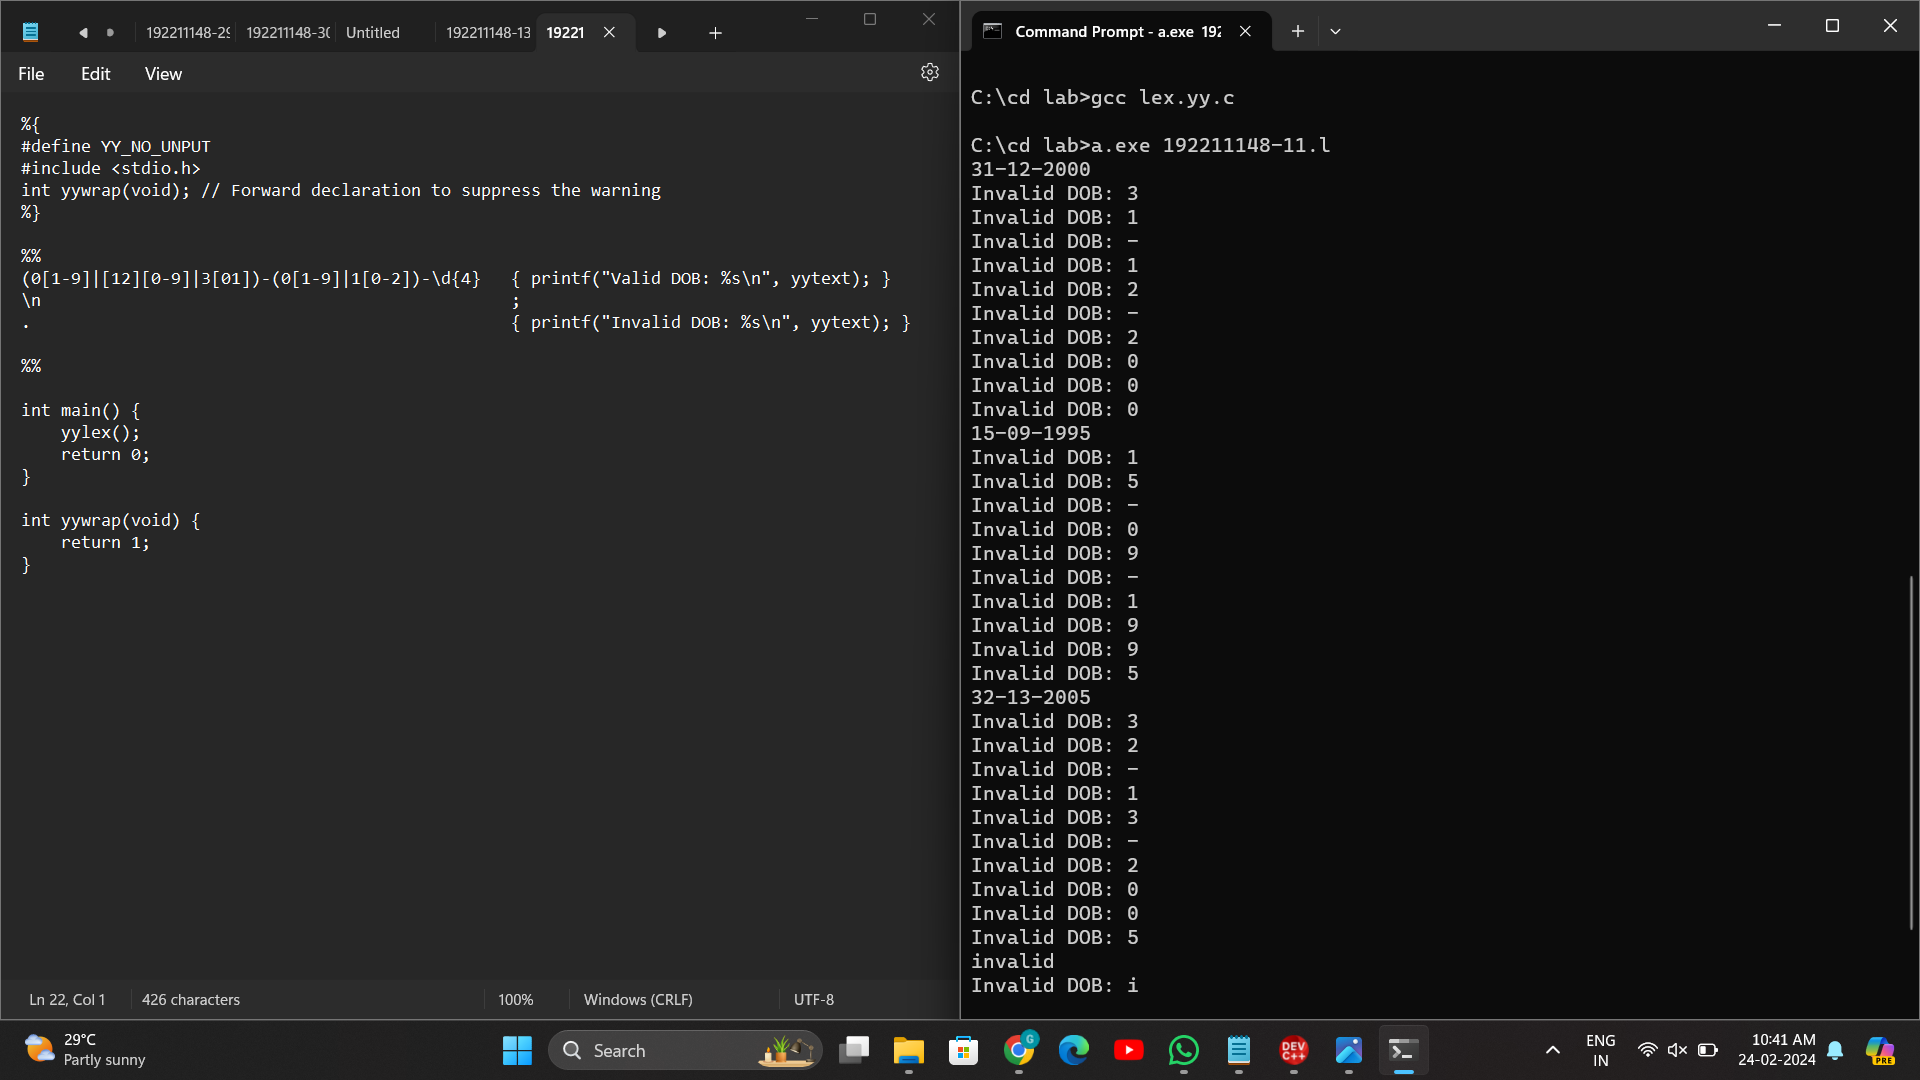 192211148-29
192211148-30
Untitled
192211148-13
19221
File
Edit
View
%{
#define YY_NO_UNPUT
#include <stdio.h>
int yywrap(void); // Forward declaration to suppress the warning
%}
%%
(0[1-9]|[12][0-9]|3[01])-(0[1-9]|1[0-2])-\d{4}   { printf("Valid DOB: %s\n", yytext); }
\n                                               ;
.                                                { printf("Invalid DOB: %s\n", yytext); }
%%
int main() {
    yylex();
    return 0;
}
int yywrap(void) {
    return 1;
}
Ln 22, Col 1
426 characters
100%
Windows (CRLF)
UTF-8
Command Prompt - a.exe 192
C:\cd lab>gcc lex.yy.c
C:\cd lab>a.exe 192211148-11.l
31-12-2000
Invalid DOB: 3
Invalid DOB: 1
Invalid DOB: -
Invalid DOB: 1
Invalid DOB: 2
Invalid DOB: -
Invalid DOB: 2
Invalid DOB: 0
Invalid DOB: 0
Invalid DOB: 0
15-09-1995
Invalid DOB: 1
Invalid DOB: 5
Invalid DOB: -
Invalid DOB: 0
Invalid DOB: 9
Invalid DOB: -
Invalid DOB: 1
Invalid DOB: 9
Invalid DOB: 9
Invalid DOB: 5
32-13-2005
Invalid DOB: 3
Invalid DOB: 2
Invalid DOB: -
Invalid DOB: 1
Invalid DOB: 3
Invalid DOB: -
Invalid DOB: 2
Invalid DOB: 0
Invalid DOB: 0
Invalid DOB: 5
invalid
Invalid DOB: i
29°C
Partly sunny
Search
G
DEV
C++
ENG
IN
10:41 AM
24-02-2024
PRE